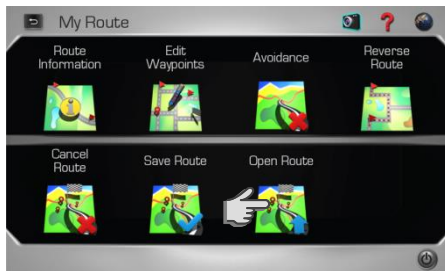 My Route
?
Route
Information
Edit
Waypoints
Avoidance
Reverse
Route
Cancel
Route
Save Route
Open Route